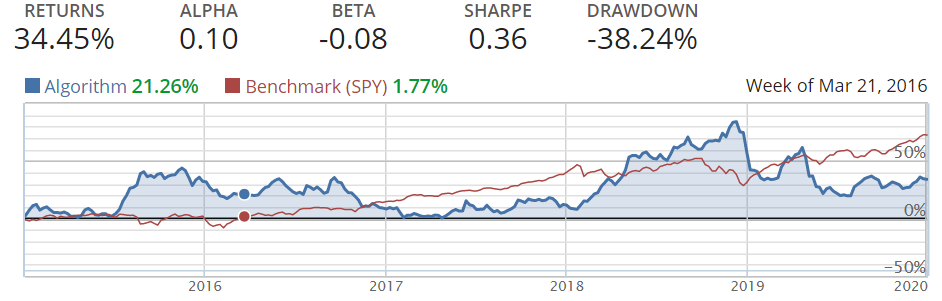 RETURNS ALPHA BETA SHARPE DRAWDOWN
34.45% 0.10 -0.08 0.36 -38.24%
Algorithm 21.26% Benchmark (SPY) 1.77% Week of Mar 21, 2016
50%
0%
−50%
2016 2017 2018 2019 2020